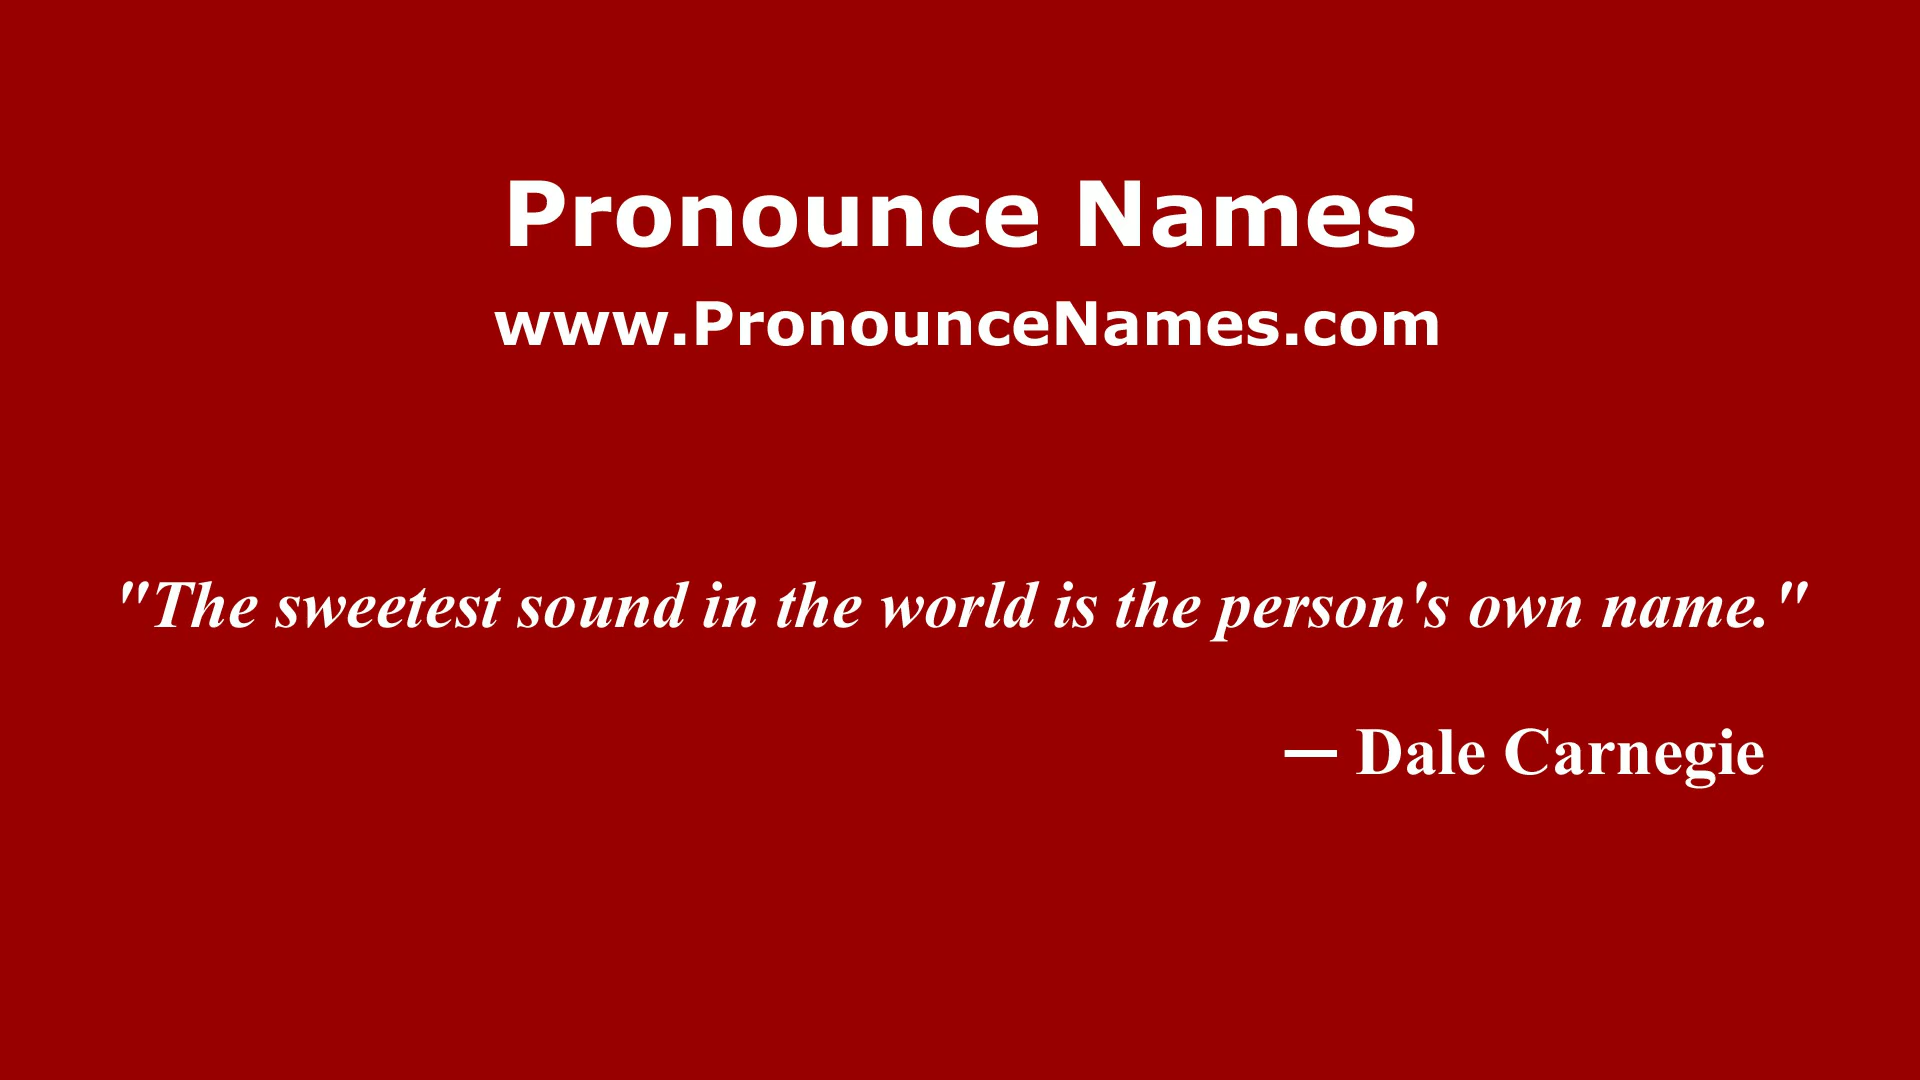 Pronounce Names
www.PronounceNames.com
"The sweetest sound in the world is the person's own name."
— Dale Carnegie